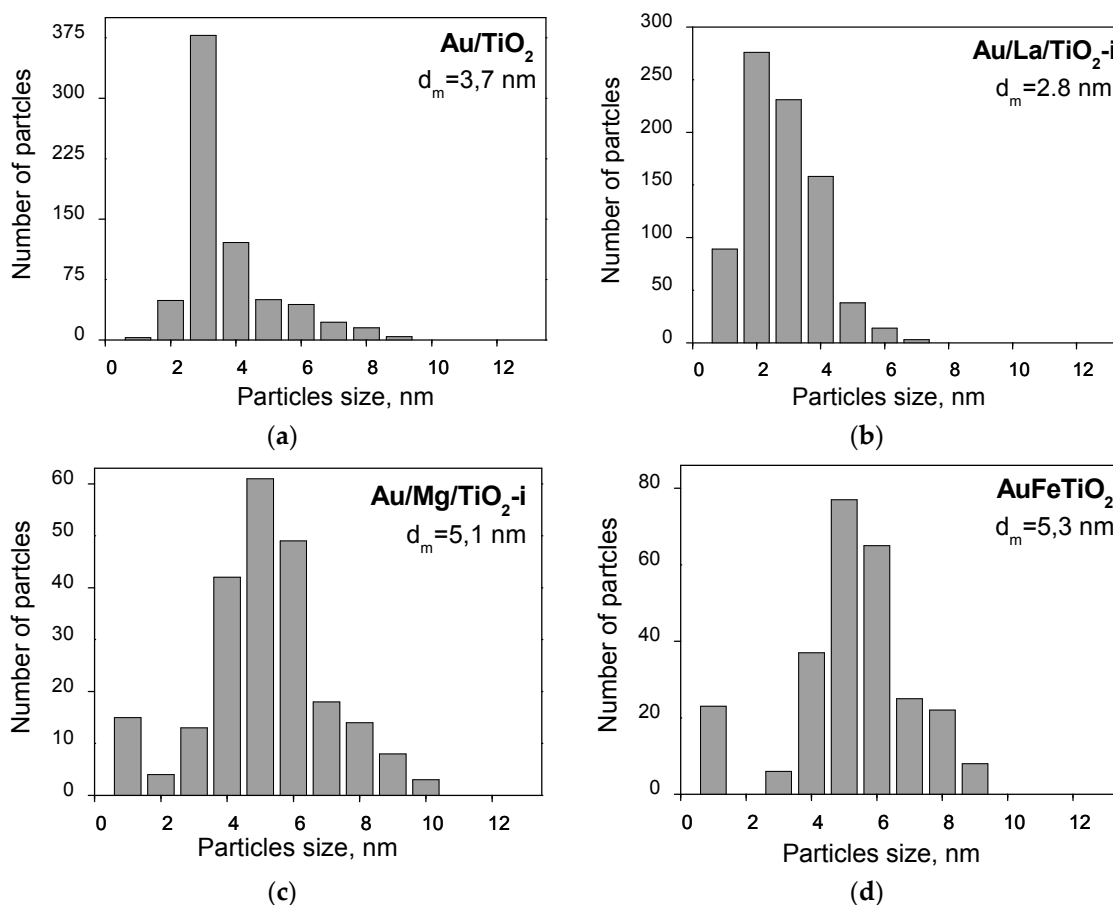 375
300
225
150
75
0
0 2 4 6 8 10 12
Number of partcles
Particles size, nm
Au/TiO2
dm=3,7 nm
(a)
300
250
200
150
100
50
0
0 2 4 6 8 10 12
Number of partcles
Particles size, nm
Au/La/TiO2-i
dm=2.8 nm
(b)
60
50
40
30
20
10
0
0 2 4 6 8 10 12
Number of partcles
Particles size, nm
Au/Mg/TiO2-i
dm=5,1 nm
(c)
80
60
40
20
0
0 2 4 6 8 10 12
Number of partcles
Particles size, nm
AuFeTiO2
dm=5,3 nm
(d)